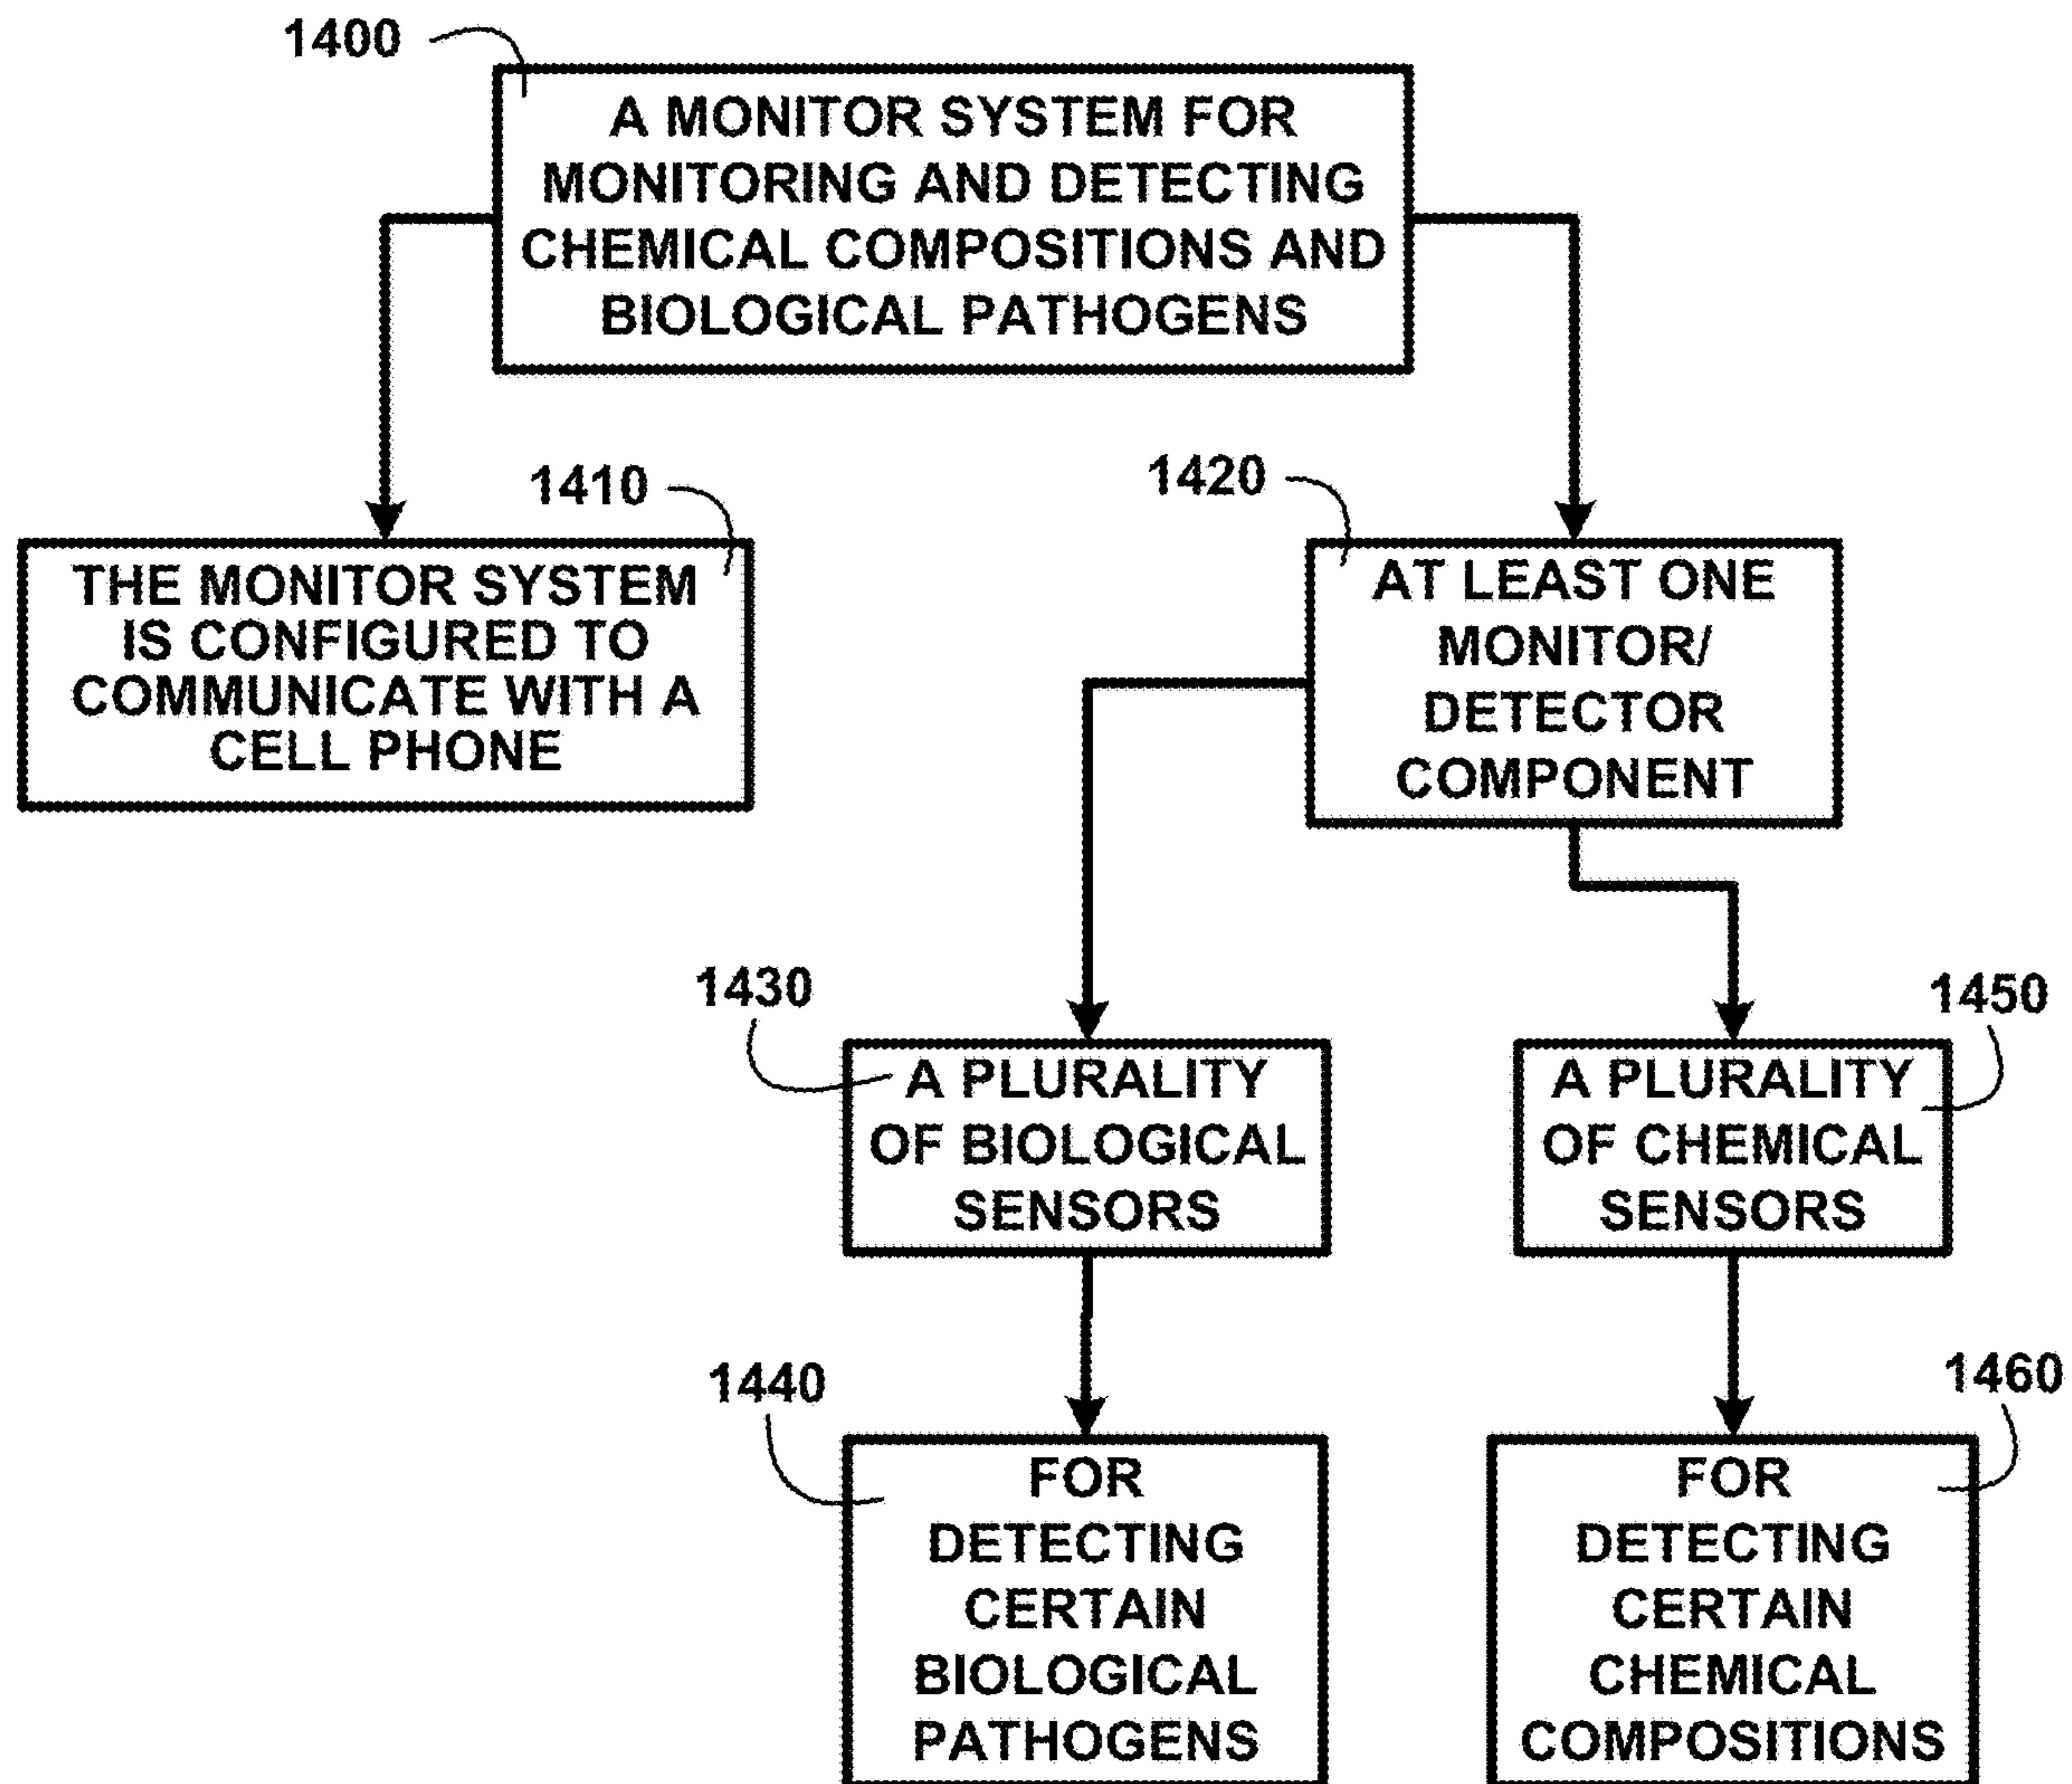 1400
A MONITOR SYSTEM FOR
MONITORING AND DETECTING
CHEMICAL COMPOSITIONS AND
BIOLOGICAL PATHOGENS
1410
THE MONITOR SYSTEM
IS CONFIGURED TO
COMMUNICATE WITH A
CELL PHONE
1420
AT LEAST ONE
MONITOR/
DETECTOR
COMPONENT
1430
A PLURALITY
OF BIOLOGICAL
SENSORS
1450
A PLURALITY
OF CHEMICAL
SENSORS
1440
FOR
DETECTING
CERTAIN
BIOLOGICAL
PATHOGENS
1460
FOR
DETECTING
CERTAIN
CHEMICAL
COMPOSITIONS